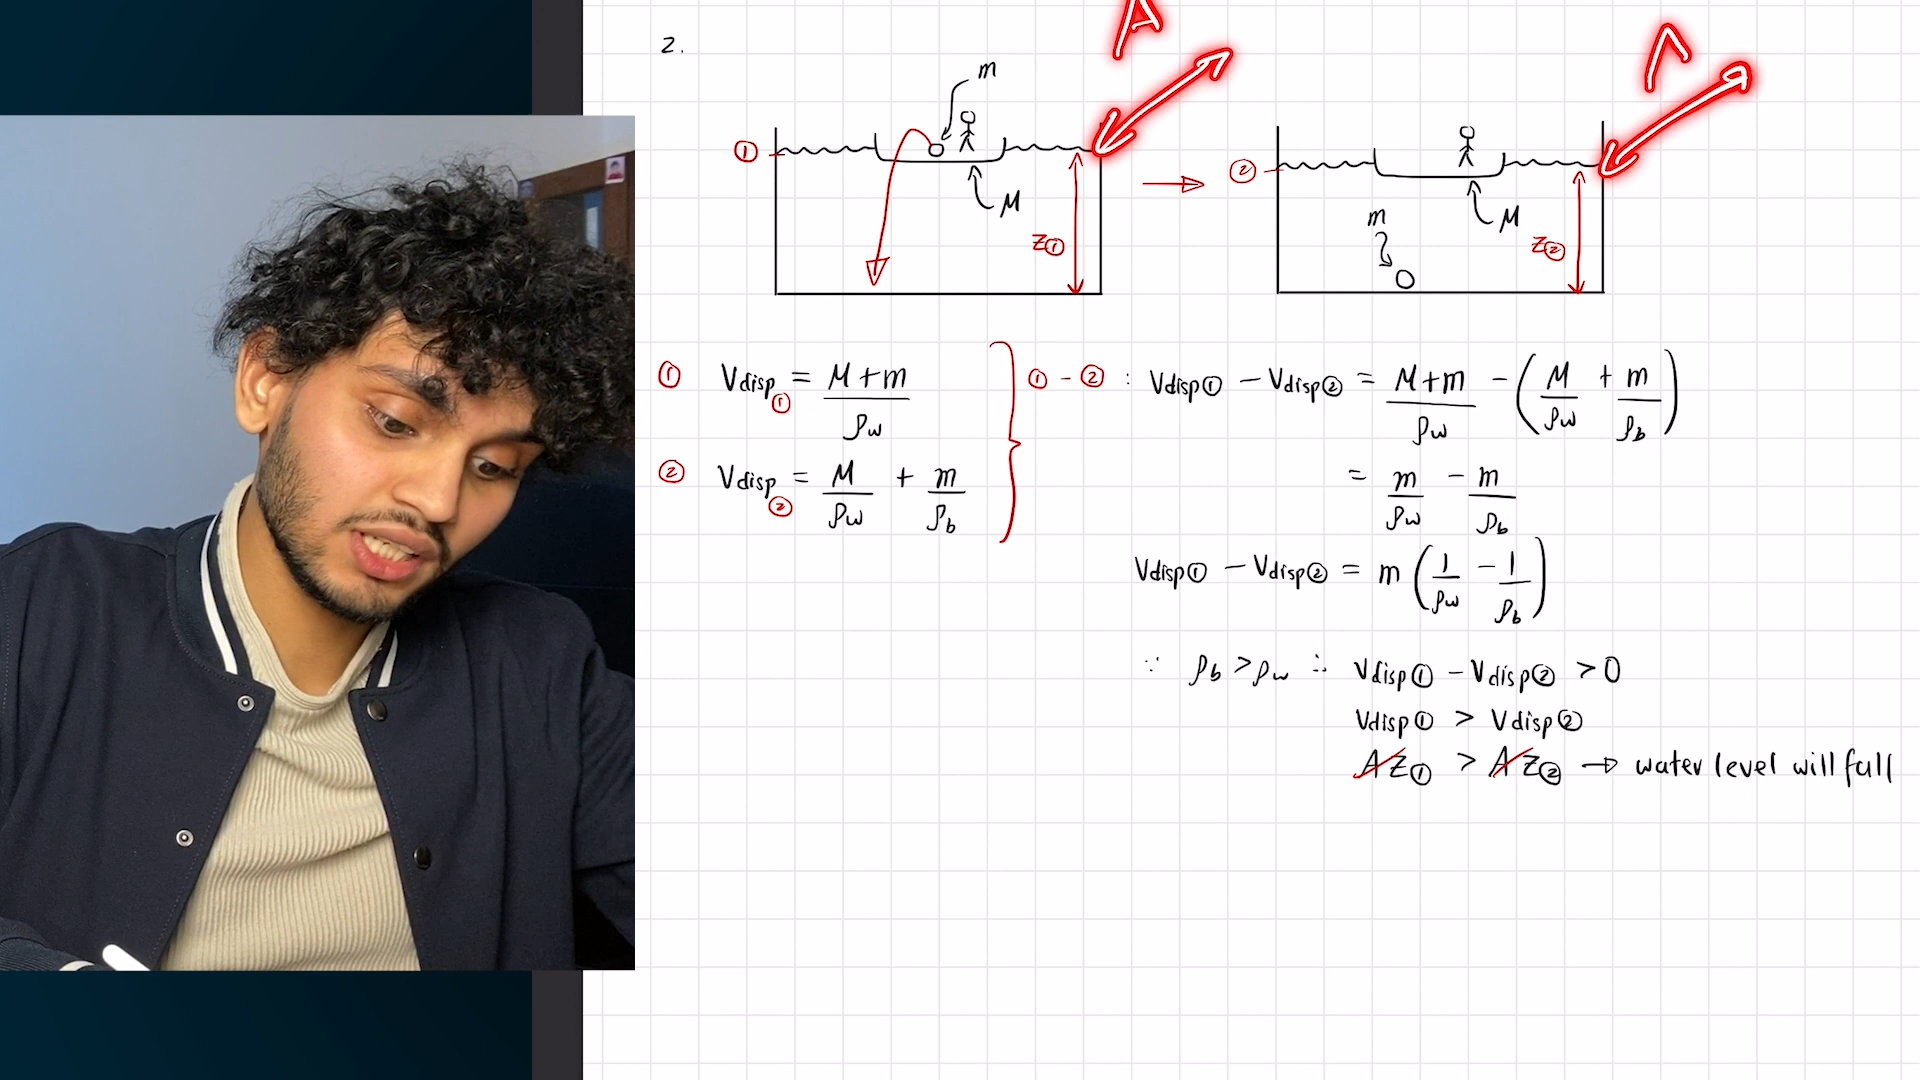 2.
A
m
①
M
Z①
②
m
M
Z②
① Vdisp① = M+m / ρw
② Vdisp② = M/ρw + m/ρb
① - ② : Vdisp① - Vdisp② = M+m / ρw - (M/ρw + m/ρb)
= m/ρw - m/ρb
Vdisp① - Vdisp② = m (1/ρw - 1/ρb)
∵ ρb > ρw ∴ Vdisp① - Vdisp② > 0
Vdisp① > Vdisp②
AZ① > AZ② → water level will fall